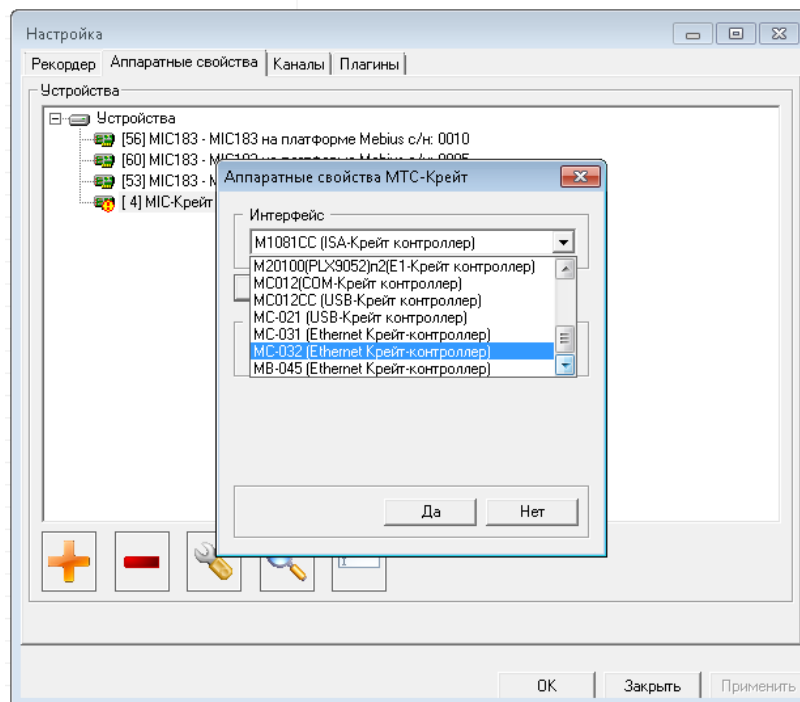 Настройка
Рекордер Аппаратные свойства Каналы Плагины
Устройства
Устройства
[56] MIC183 - MIC183 на платформе Mebius с/н: 0010
[60] MIC183
[53] MIC183 -
[ 4] MIC-Крейт
Аппаратные свойства МТС-Крейт
Интерфейс
M1081CC (ISA-Крейт контроллер)
M20100(PLX9052)п2(E1-Крейт контроллер)
MC012(COM-Крейт контроллер)
MC012CC (USB-Крейт контроллер)
MC-021 (USB-Крейт контроллер)
MC-031 (Ethernet Крейт-контроллер)
MC-032 (Ethernet Крейт-контроллер)
MB-045 (Ethernet Крейт-контроллер)
Да Нет
OK Закрыть Применить